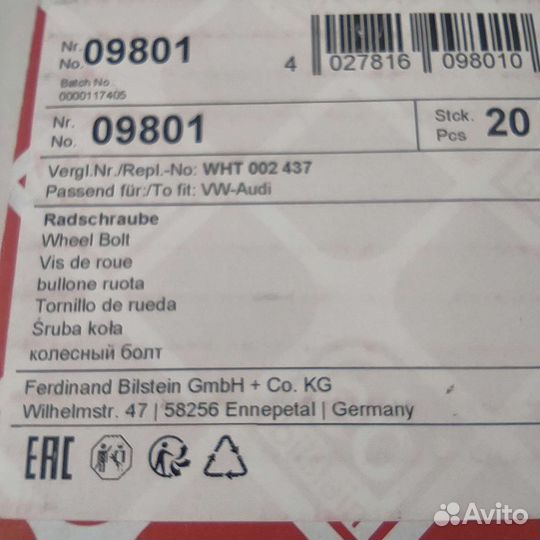 Nr. No. 09801
Batch No.:
0000117405
4 027816 098010
Nr. No. 09801
Stck. Pcs 20
Vergl.Nr./Repl.-No: WHT 002 437
Passend für:/To fit: VW-Audi
Radschraube
Wheel Bolt
Vis de roue
bullone ruota
Tornillo de rueda
Śruba koła
колесный болт
Ferdinand Bilstein GmbH + Co. KG
Wilhelmstr. 47 | 58256 Ennepetal | Germany
EAC
Avito